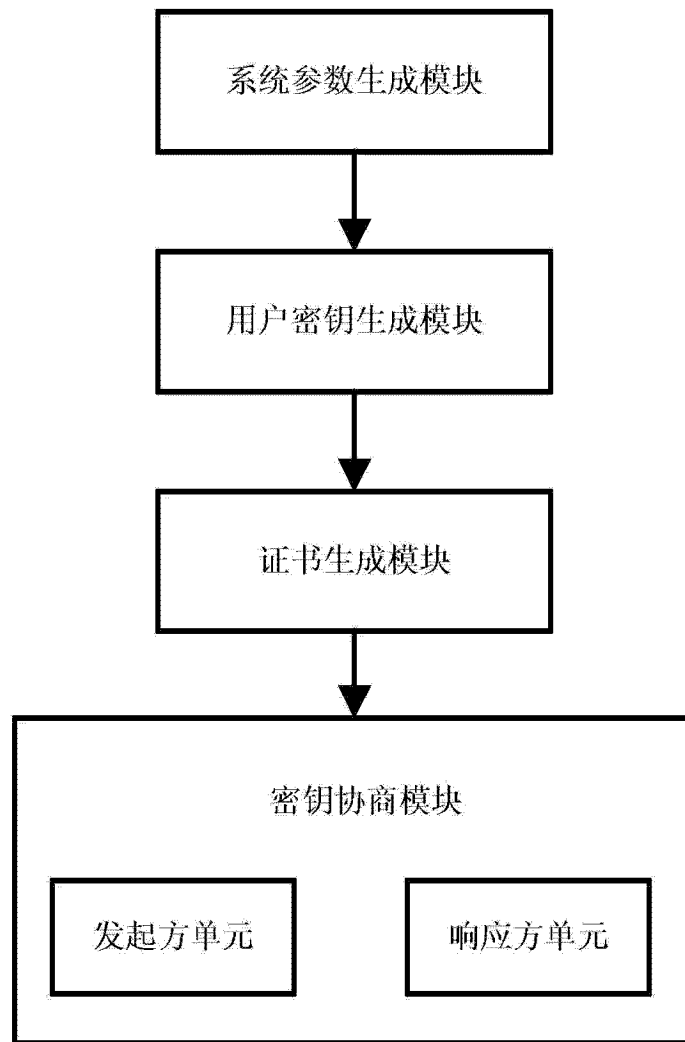 系统参数生成模块
用户密钥生成模块
证书生成模块
密钥协商模块
发起方单元
响应方单元